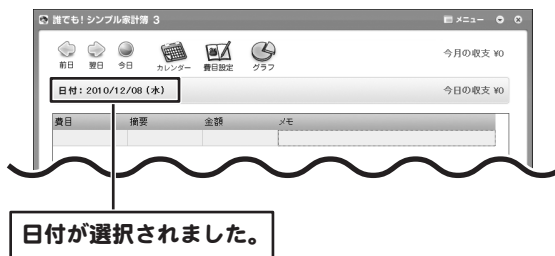 誰でも!シンプル家計簿 3 メニュー
前日 翌日 今日 カレンダー 費目設定 グラフ 今月の収支 ¥0
日付:2010/12/08(水) 今日の収支 ¥0
費目 摘要 金額 メモ
日付が選択されました。